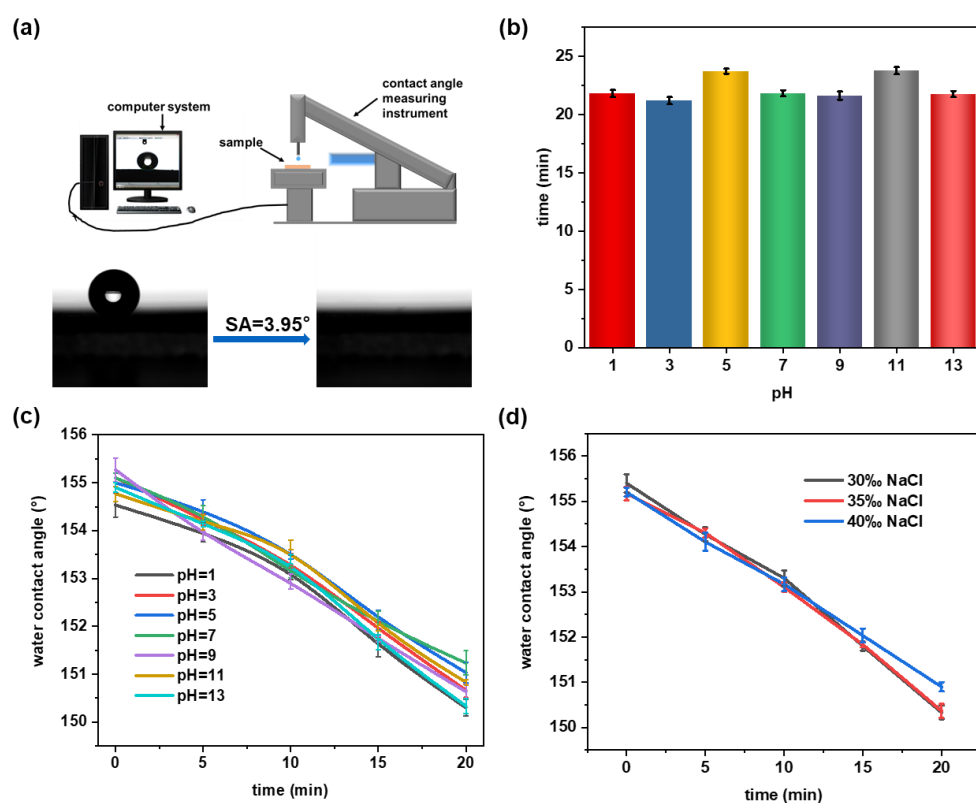 (a)
computer system
contact angle
measuring
instrument
sample
SA=3.95°
(b)
time (min)
25
20
15
10
5
0
1 3 5 7 9 11 13
pH
(c)
water contact angle (°)
156
155
154
153
152
151
150
pH=1
pH=3
pH=5
pH=7
pH=9
pH=11
pH=13
0 5 10 15 20
time (min)
(d)
water contact angle (°)
156
155
154
153
152
151
150
30‰ NaCl
35‰ NaCl
40‰ NaCl
0 5 10 15 20
time (min)